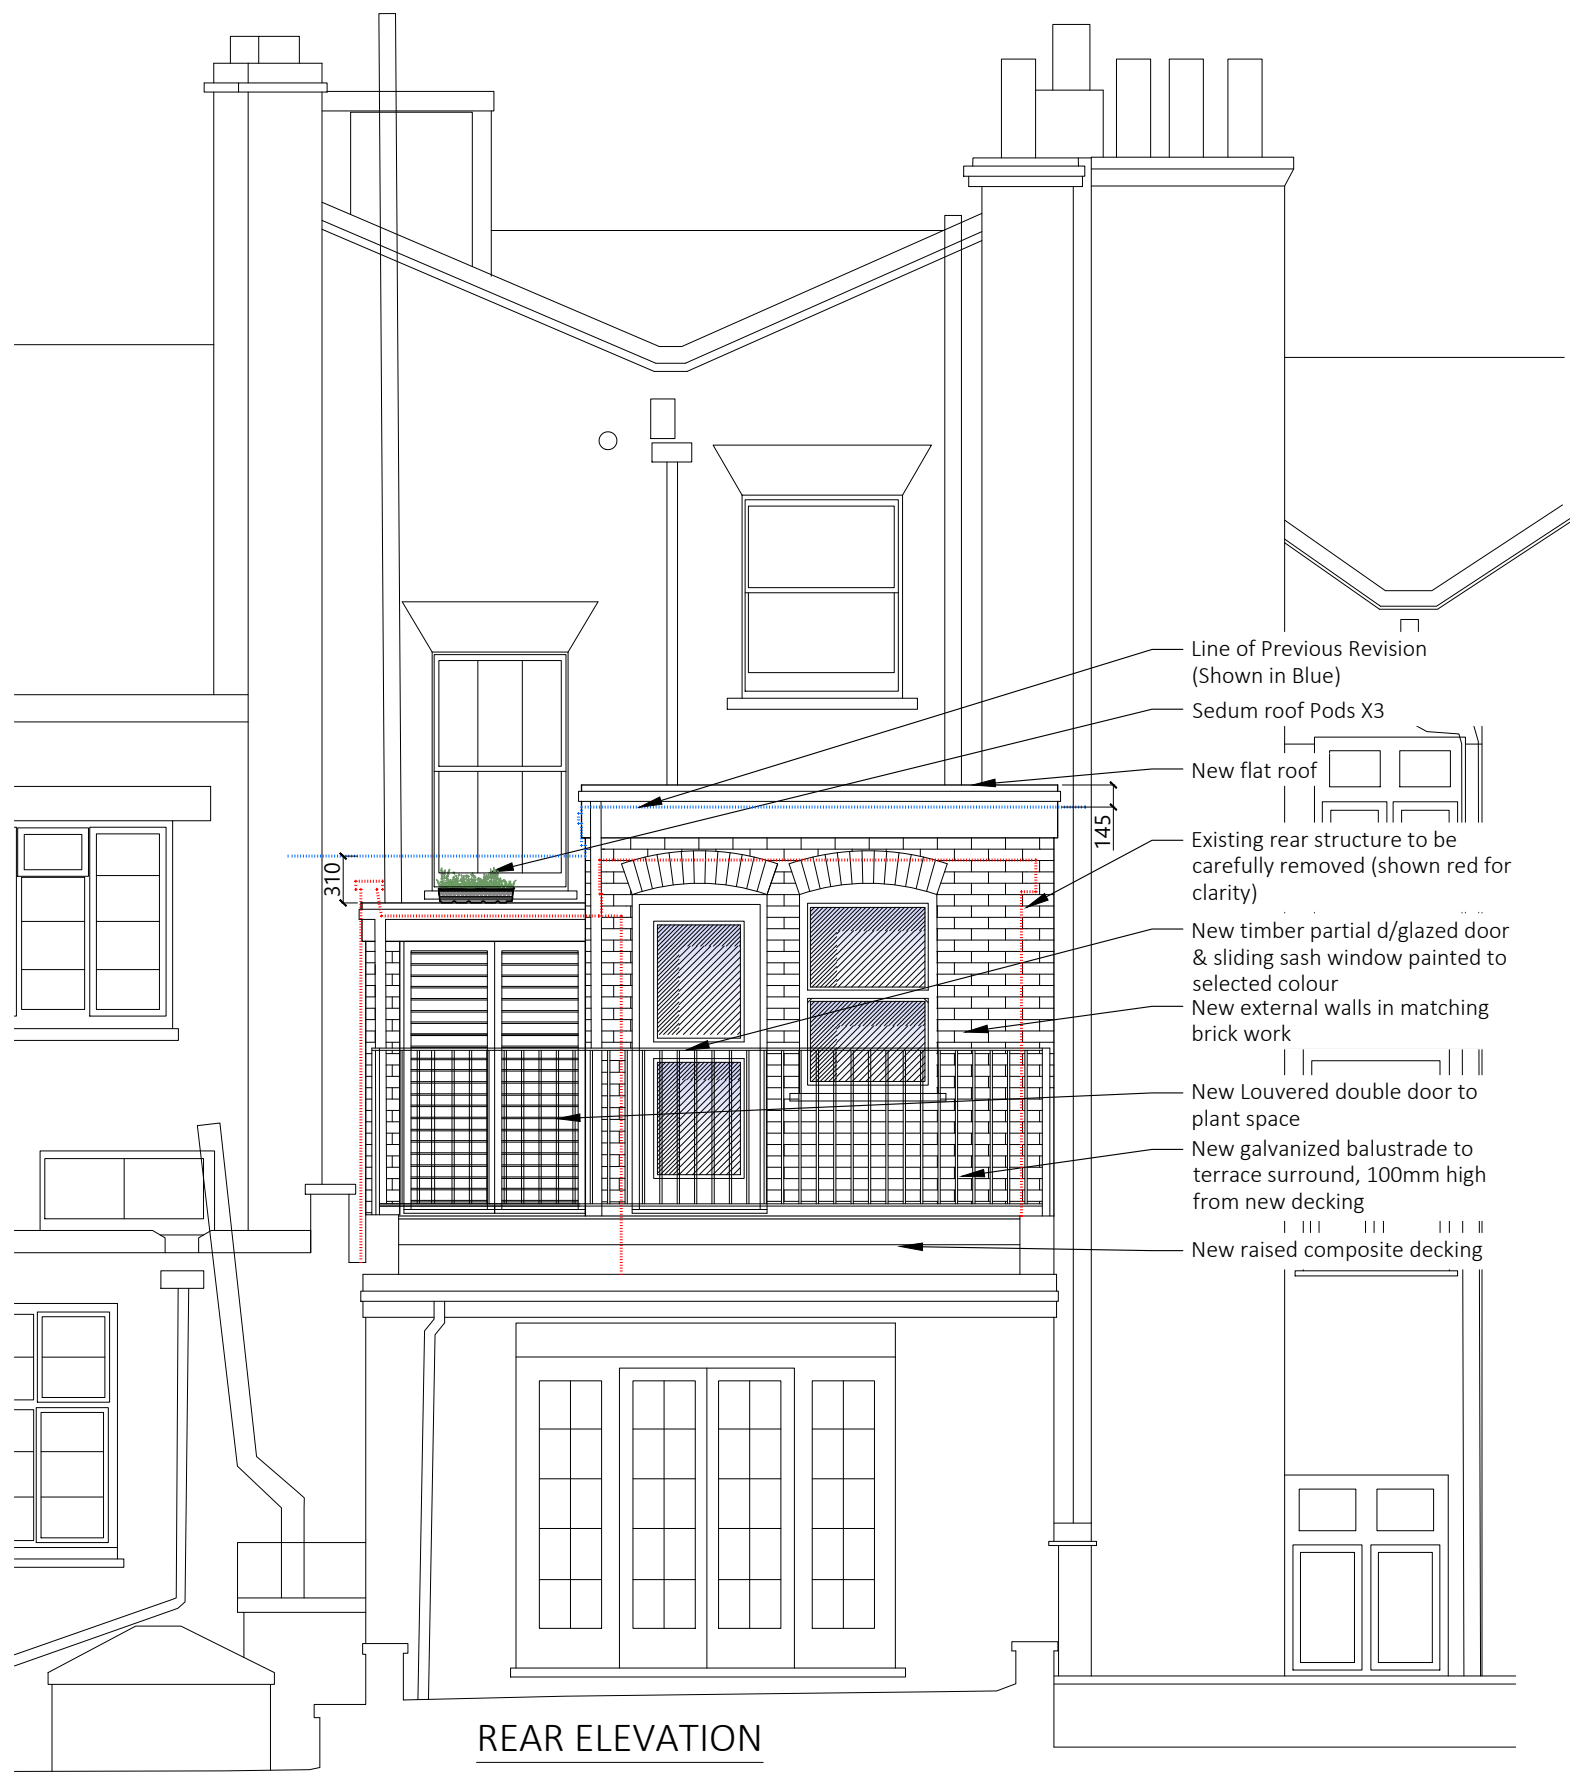 Line of Previous Revision
(Shown in Blue)
Sedum roof Pods X3
New flat roof
145
310
Existing rear structure to be
carefully removed (shown red for
clarity)
New timber partial d/glazed door
& sliding sash window painted to
selected colour
New external walls in matching
brick work
New Louvered double door to
plant space
New galvanized balustrade to
terrace surround, 100mm high
from new decking
New raised composite decking
REAR ELEVATION